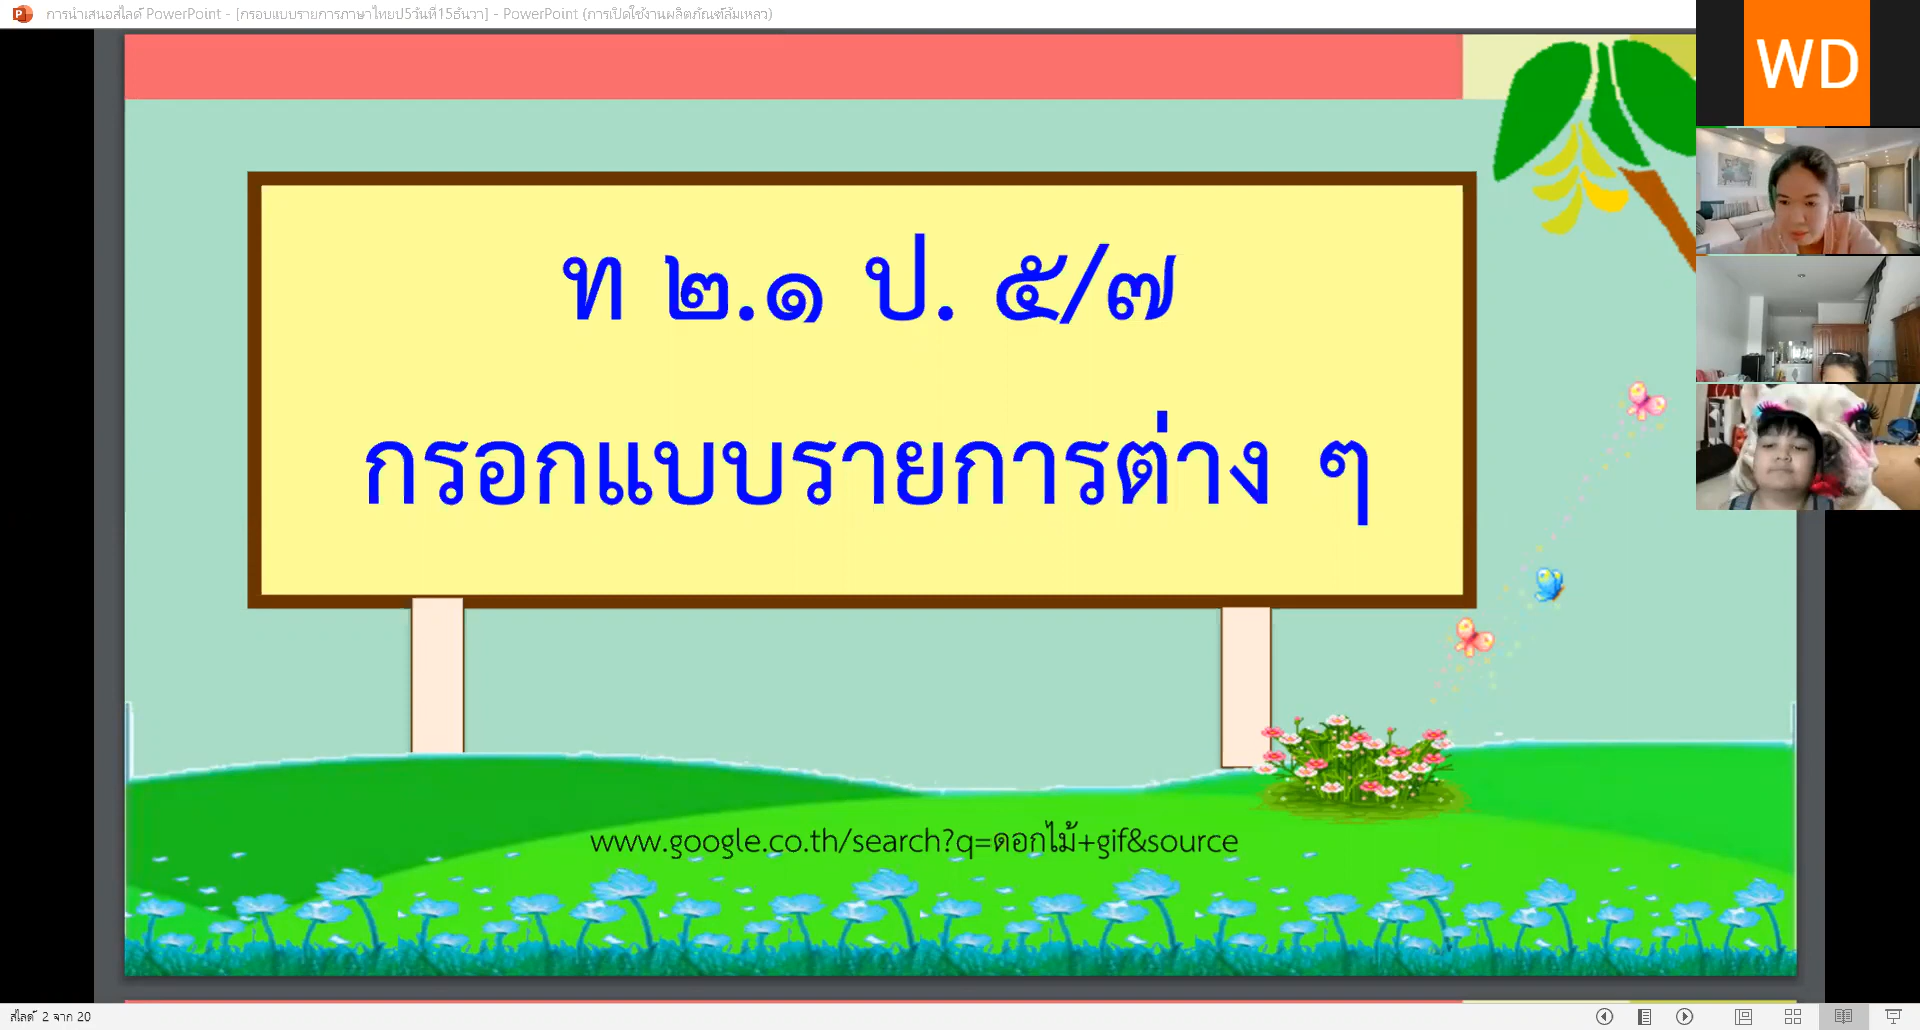 การนำเสนอสไลด์ PowerPoint - [กรอบแบบรายการภาษาไทยป5วันที่15ธันวา] - PowerPoint (การเปิดใช้งานผลิตภัณฑ์ล้มเหลว)
WD
ท ๒.๑ ป. ๕/๗
กรอกแบบรายการต่าง ๆ
www.google.co.th/search?q=ดอกไม้+gif&source
สไลด์ 2 จาก 20